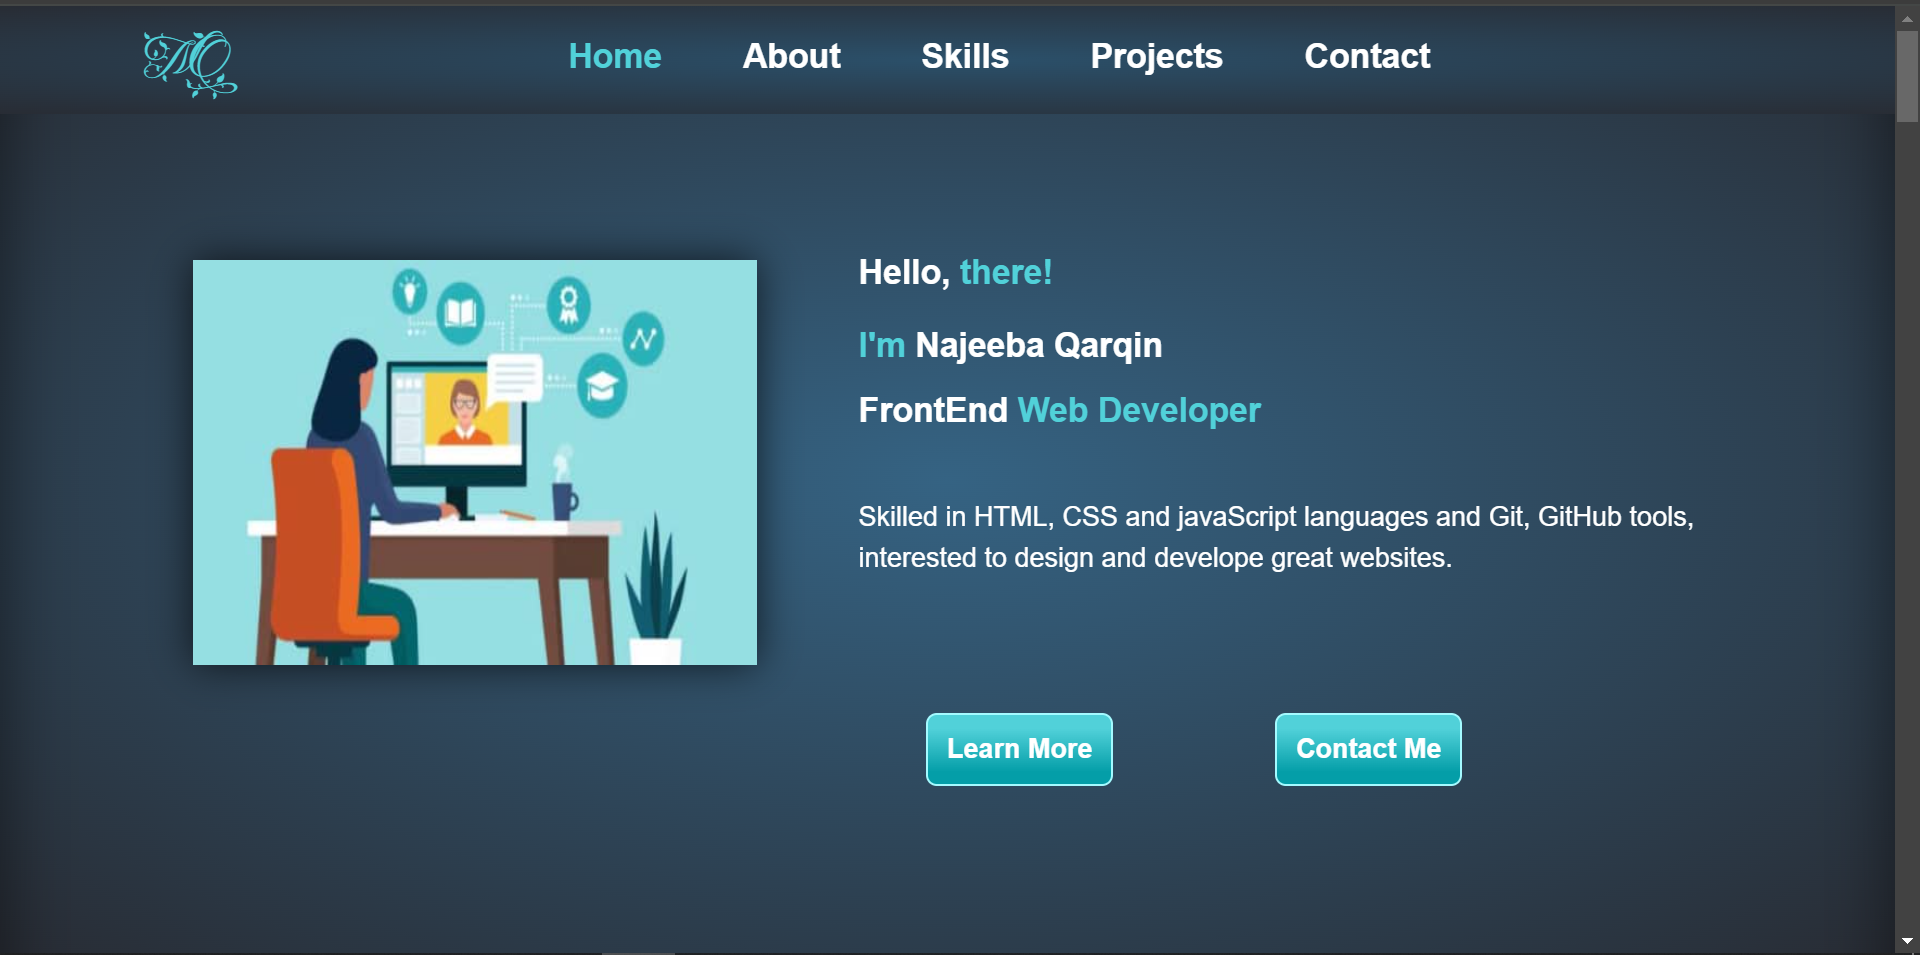 NQ
Home About Skills Projects Contact
Hello, there!
I'm Najeeba Qarqin
FrontEnd Web Developer
Skilled in HTML, CSS and javaScript languages and Git, GitHub tools,
interested to design and develope great websites.
Learn More Contact Me